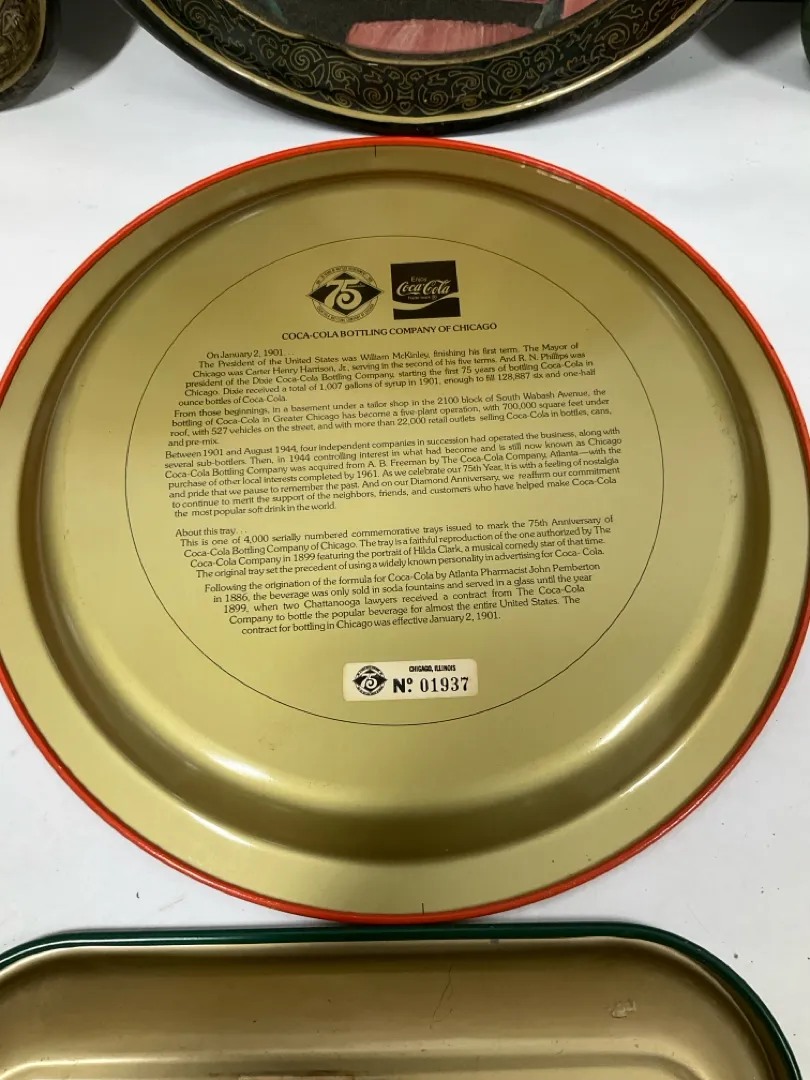 75
Enjoy
Coca-Cola
Trade-mark ®
COCA-COLA BOTTLING COMPANY OF CHICAGO
On January 2, 1901. . .
The President of the United States was William McKinley, finishing his first term. The Mayor of
Chicago was Carter Henry Harrison, Jr., serving in the second of his five terms. And R. N. Phillips was
president of the Dixie Coca-Cola Bottling Company, starting the first 75 years of bottling Coca-Cola in
Chicago. Dixie received a total of 1,007 gallons of syrup in 1901, enough to fill 128,887 six and one-half
ounce bottles of Coca-Cola.
From those beginnings, in a basement under a tailor shop in the 2100 block of South Wabash Avenue, the
bottling of Coca-Cola in Greater Chicago has become a five-plant operation, with 700,000 square feet under
roof, with 527 vehicles on the street, and with more than 22,000 retail outlets selling Coca-Cola in bottles, cans,
and pre-mix.
Between 1901 and August 1944, four independent companies in succession had operated the business, along with
several sub-bottlers. Then, in 1944 controlling interest in what had become and is still now known as Chicago
Coca-Cola Bottling Company was acquired from A. B. Freeman by The Coca-Cola Company, Atlanta—with the
purchase of other local interests completed by 1961. As we celebrate our 75th Year, it is with a feeling of nostalgia
and pride that we pause to remember the past. And on our Diamond Anniversary, we reaffirm our commitment
to continue to merit the support of the neighbors, friends, and customers who have helped make Coca-Cola
the most popular soft drink in the world.
About this tray. . .
This is one of 4,000 serially numbered commemorative trays issued to mark the 75th Anniversary of
Coca-Cola Bottling Company of Chicago. The tray is a faithful reproduction of the one authorized by The
Coca-Cola Company in 1899 featuring the portrait of Hilda Clark, a musical comedy star of that time.
The original tray set the precedent of using a widely known personality in advertising for Coca-Cola.
Following the origination of the formula for Coca-Cola by Atlanta Pharmacist John Pemberton
in 1886, the beverage was only sold in soda fountains and served in a glass until the year
1899, when two Chattanooga lawyers received a contract from The Coca-Cola
Company to bottle the popular beverage for almost the entire United States. The
contract for bottling in Chicago was effective January 2, 1901.
75
CHICAGO, ILLINOIS
Nº 01937